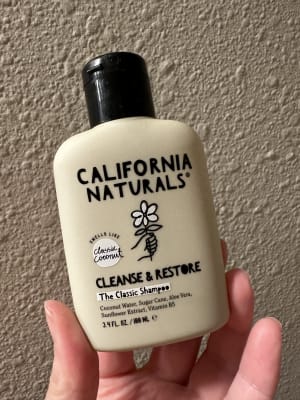 CALIFORNIA
NATURALS®
SMELLS LIKE
classic
coconut
CLEANSE & RESTORE
The Classic Shampoo
Coconut Water, Sugar Cane, Aloe Vera,
Sunflower Extract, Vitamin B5
3.4 FL. OZ. / 100 ML ℮